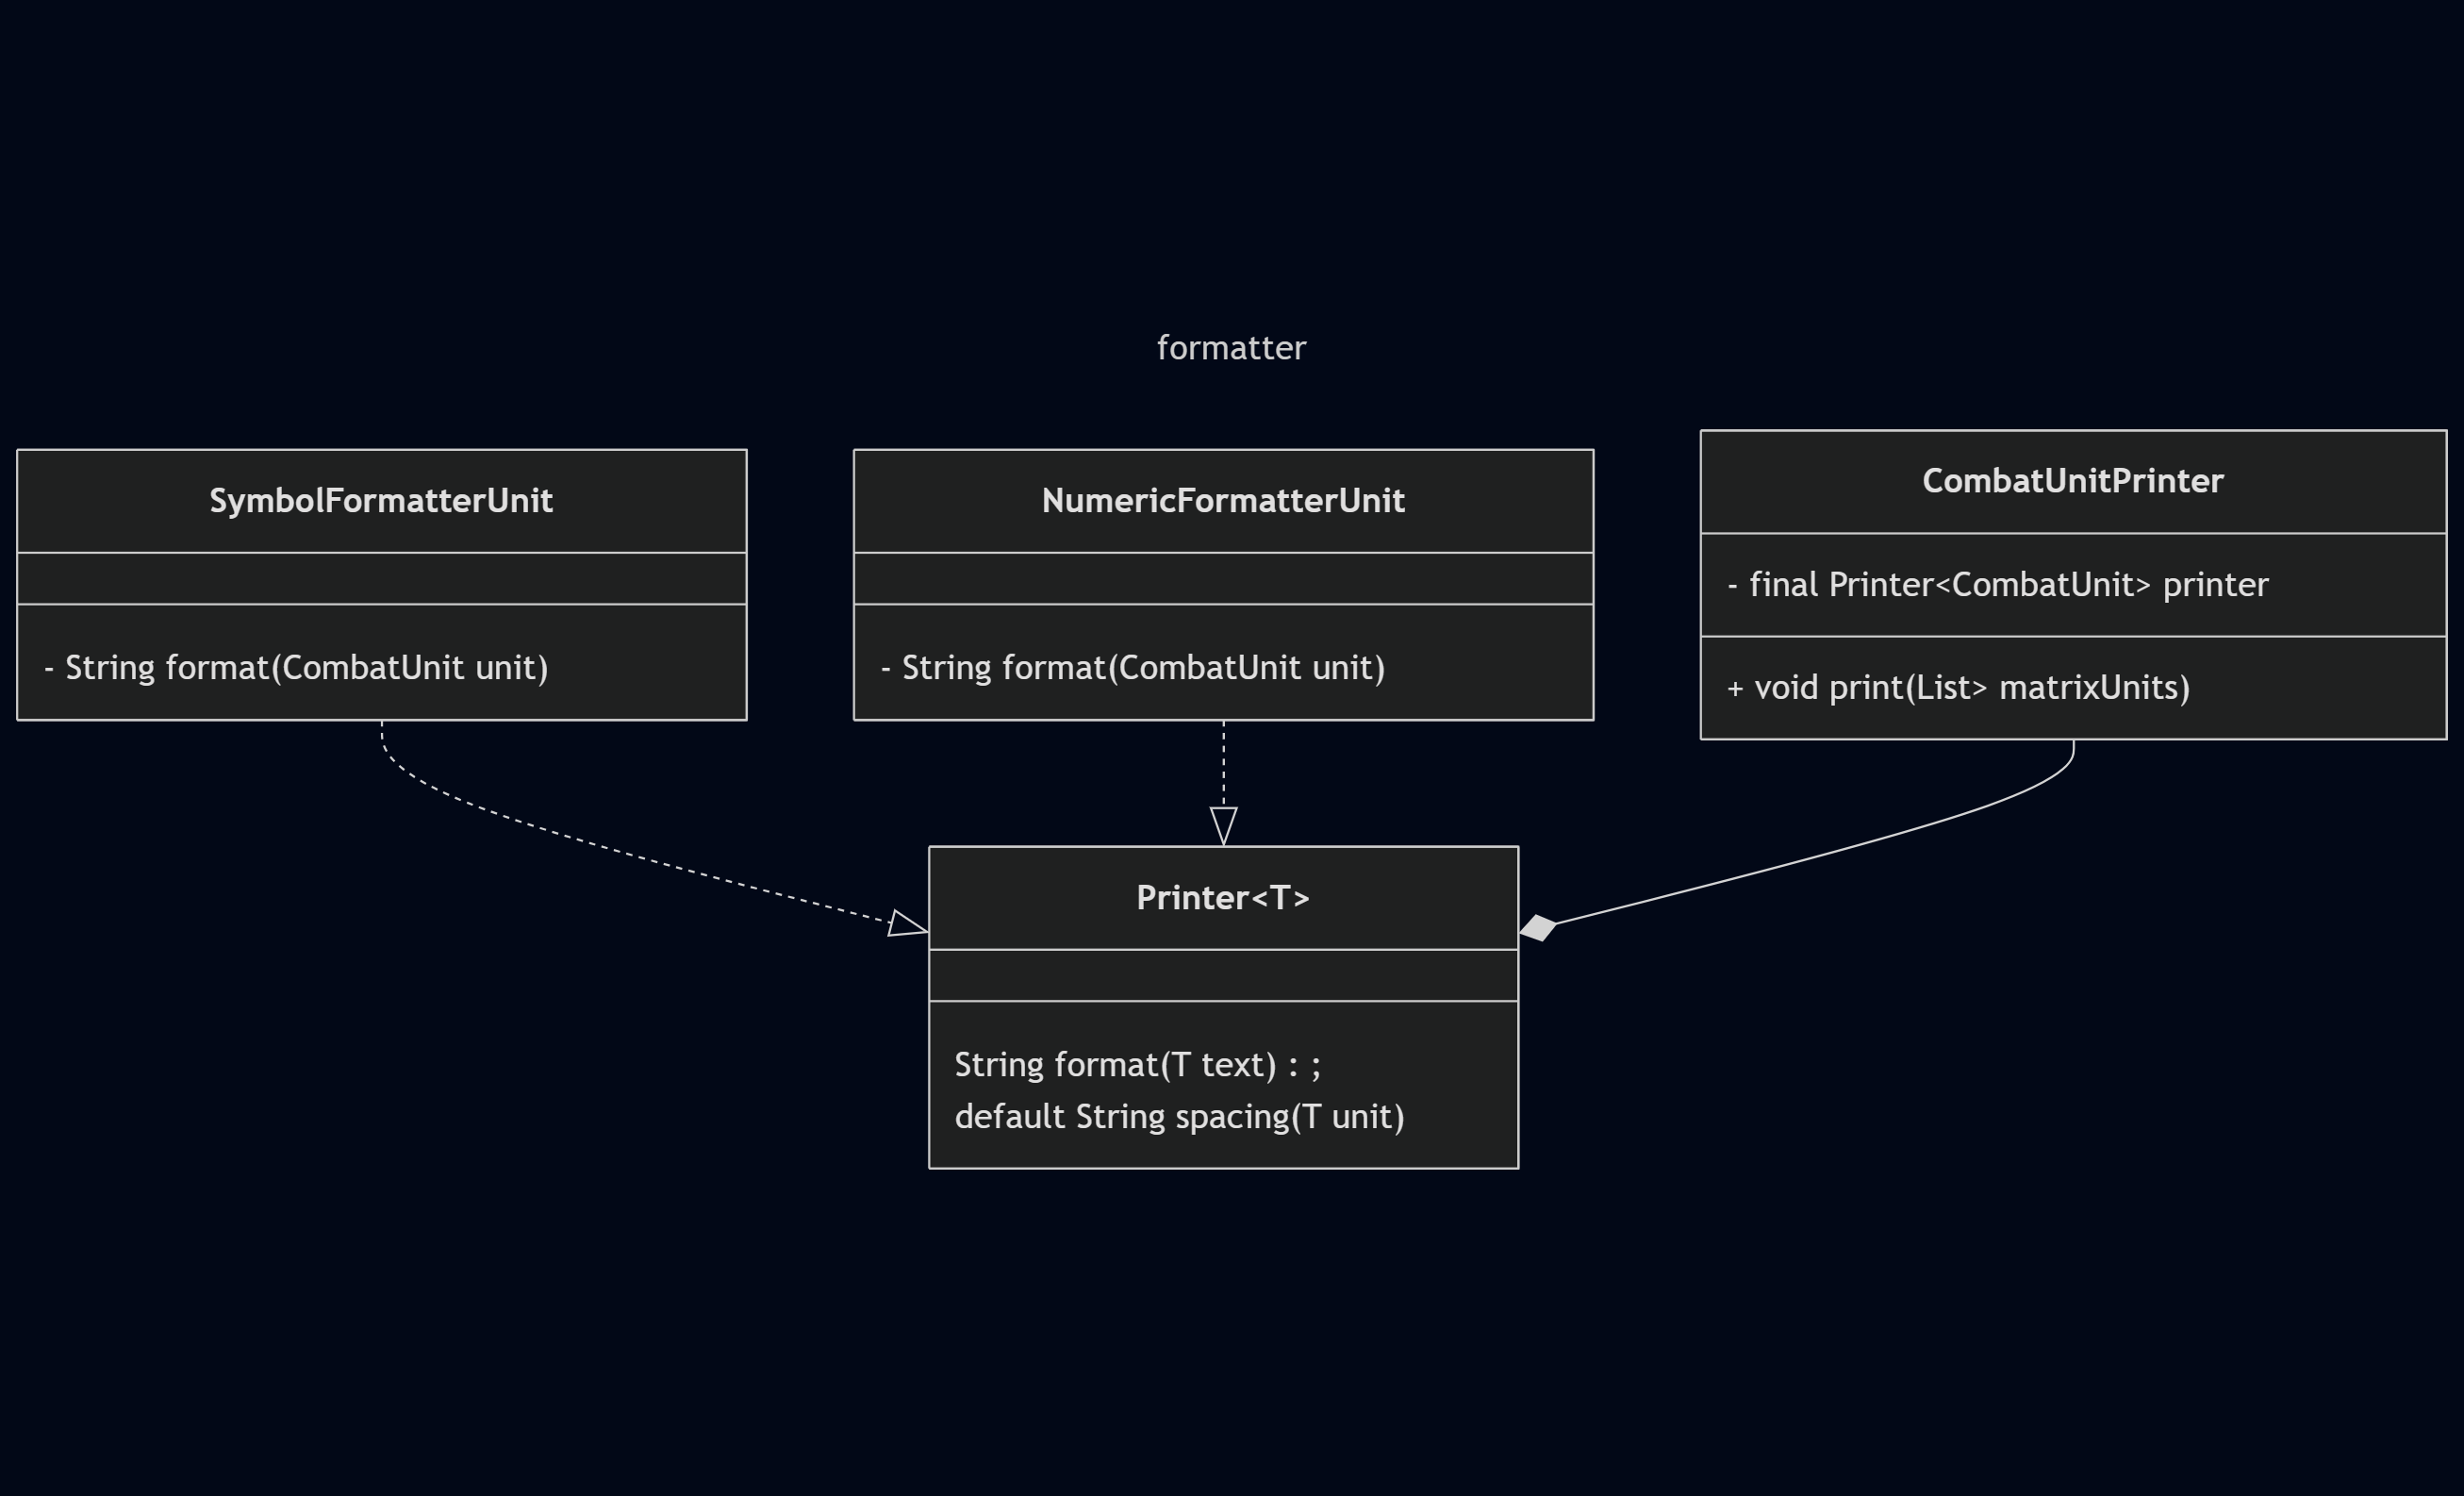 formatter
SymbolFormatterUnit
- String format(CombatUnit unit)
NumericFormatterUnit
- String format(CombatUnit unit)
CombatUnitPrinter
- final Printer<CombatUnit> printer
+ void print(List> matrixUnits)
Printer<T>
String format(T text) : ;
default String spacing(T unit)